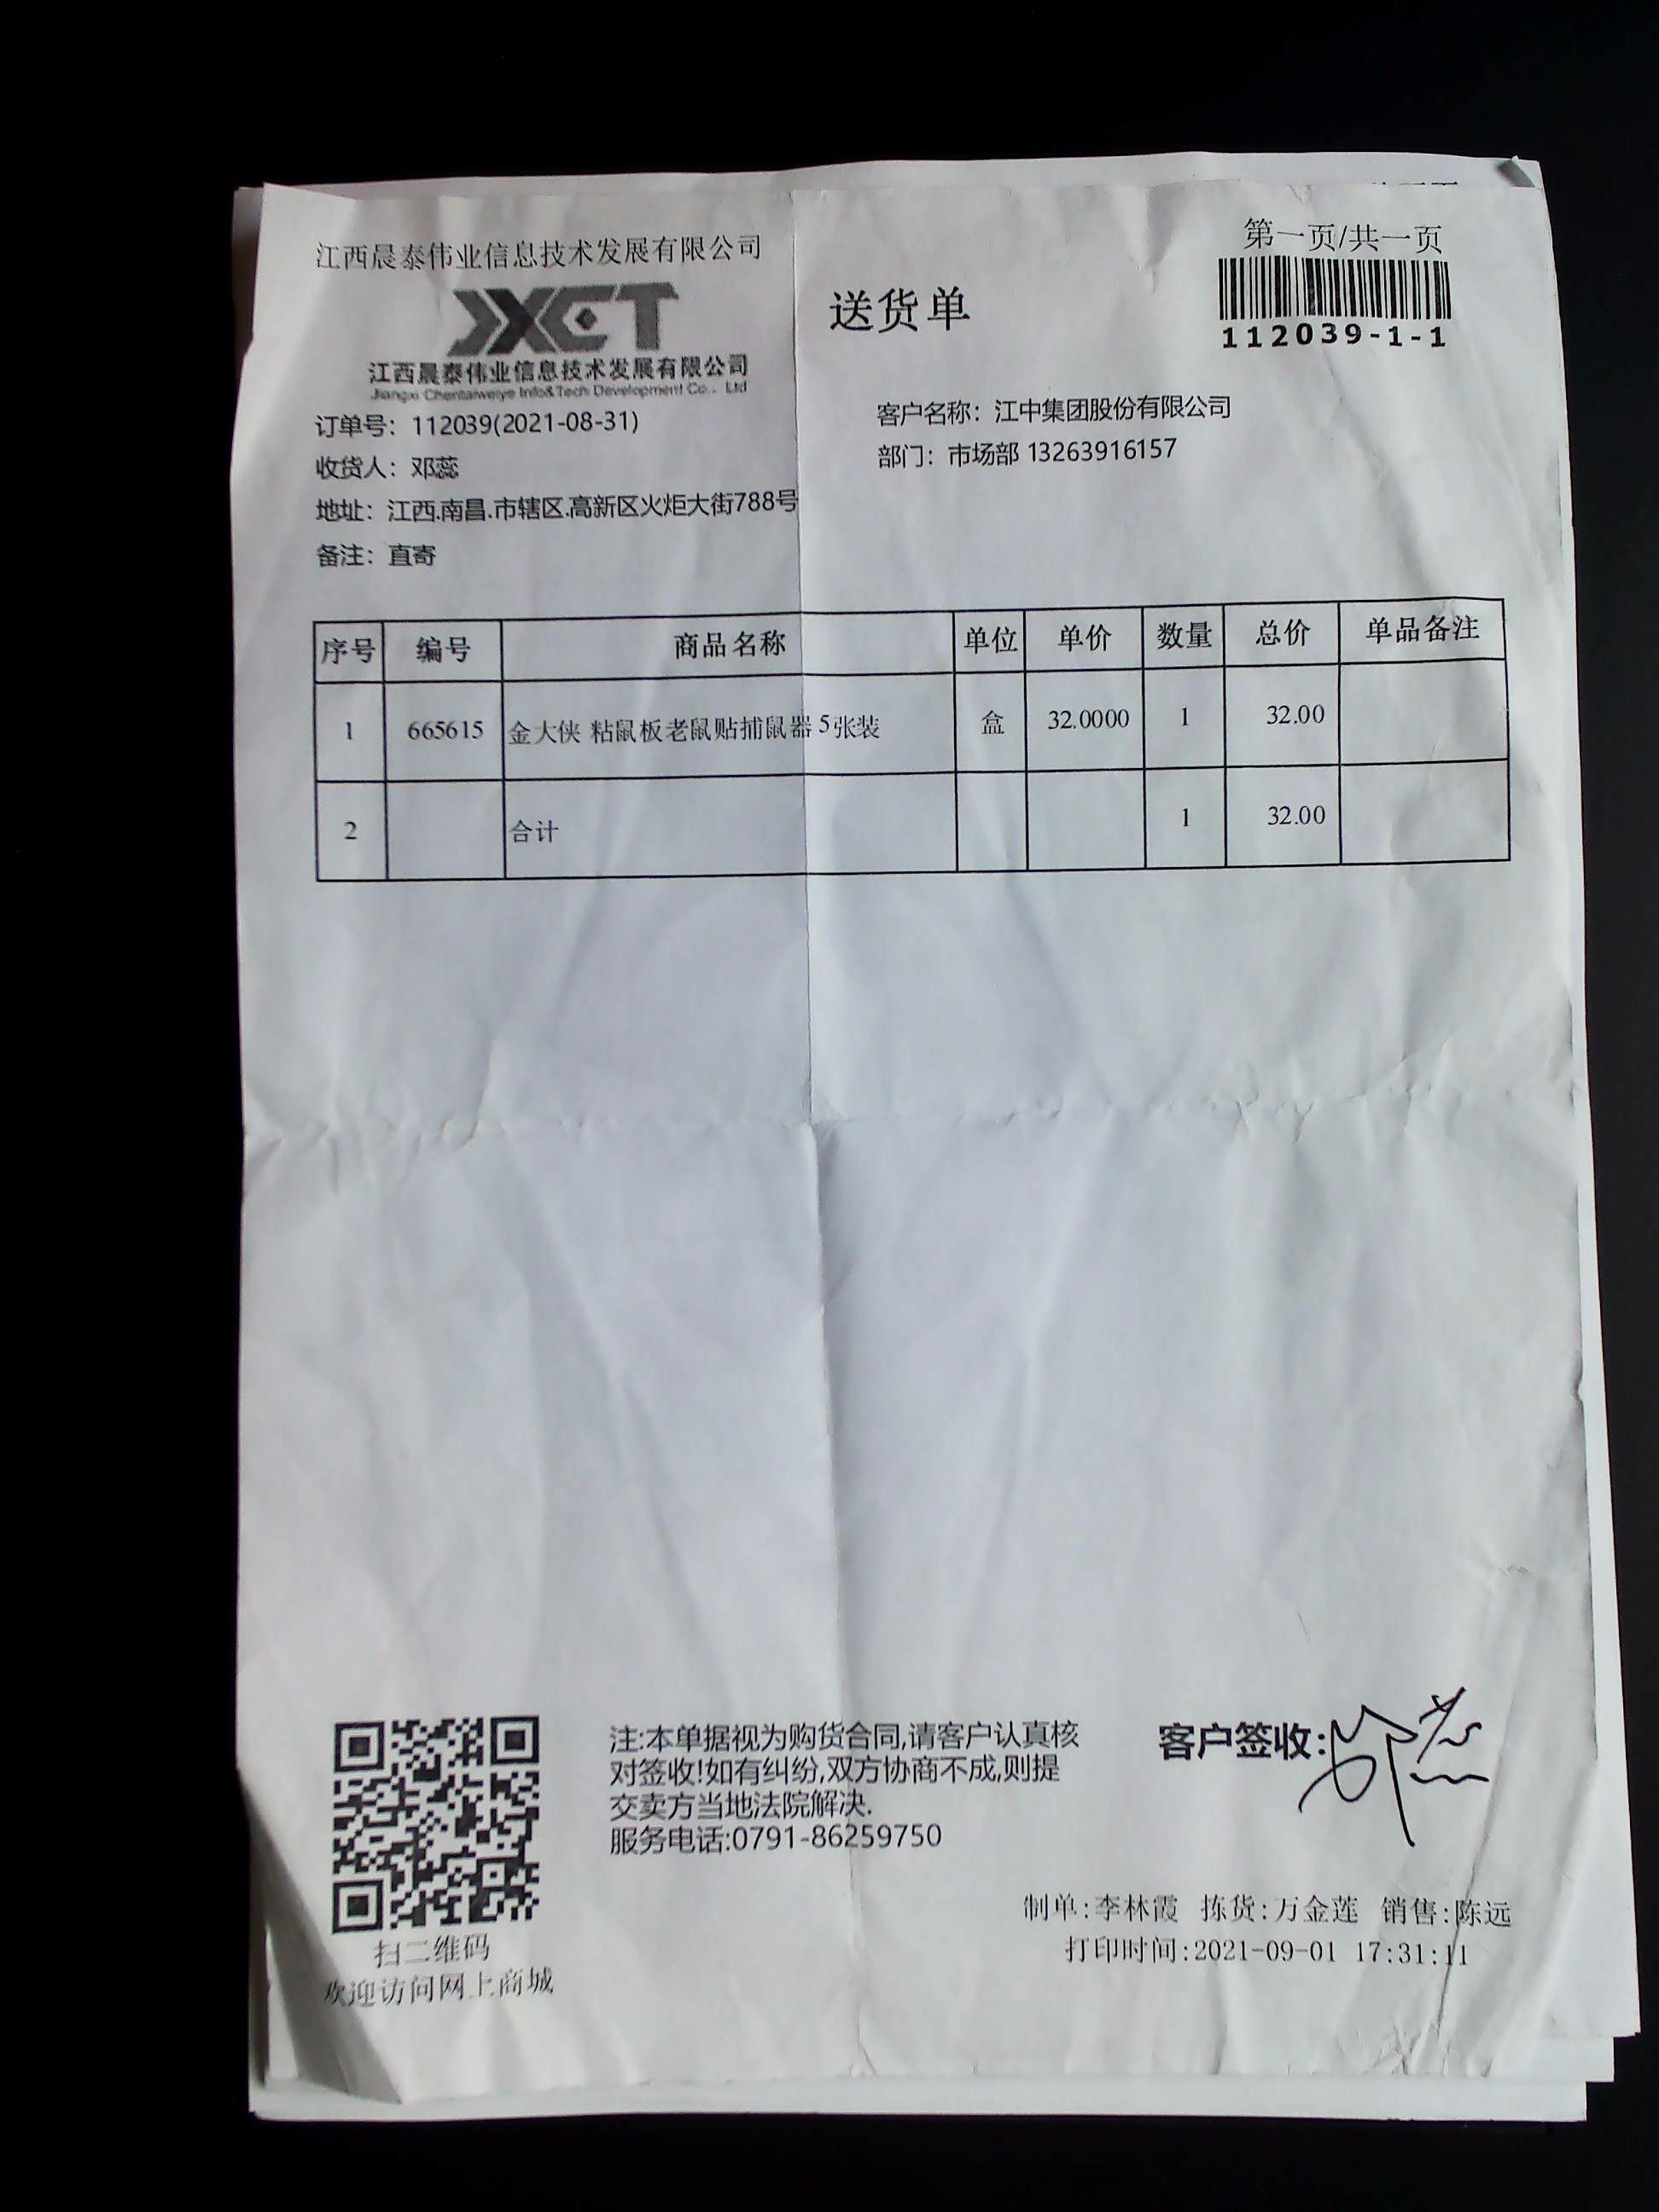 江西晨泰伟业信息技术发展有限公司
第一页/共一页
JXCT
送货单
112039-1-1
江西晨泰伟业信息技术发展有限公司
Jiangxi Chentaiweiye Info&Tech Development Co., Ltd
订单号：112039(2021-08-31)
客户名称：江中集团股份有限公司
收货人：邓蕊
部门：市场部 13263916157
地址：江西.南昌.市辖区.高新区火炬大街788号
备注：直寄
序号 编号 商品名称 单位 单价 数量 总价 单品备注
1 665615 金大侠 粘鼠板老鼠贴捕鼠器 5张装 盒 32.0000 1 32.00
2 合计 1 32.00
注:本单据视为购货合同,请客户认真核
对签收!如有纠纷,双方协商不成,则提
交卖方当地法院解决.
服务电话:0791-86259750
客户签收:邓蕊
扫二维码
欢迎访问网上商城
制单:李林霞 拣货:万金莲 销售:陈远
打印时间:2021-09-01 17:31:11